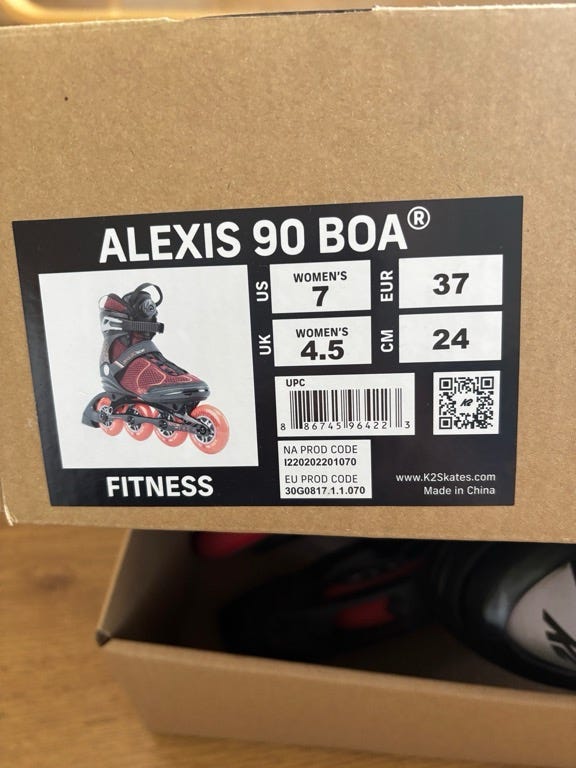 ALEXIS 90 BOA®
US
WOMEN'S
7
EUR
37
UK
WOMEN'S
4.5
CM
24
UPC
8 86745 96422 3
K2
NA PROD CODE
I220202201070
EU PROD CODE
30G0817.1.1.070
FITNESS
www.K2Skates.com
Made in China